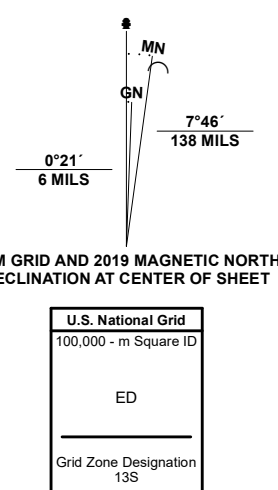 MN
GN
7°46´
138 MILS
0°21´
6 MILS
M GRID AND 2019 MAGNETIC NORTH
ECLINATION AT CENTER OF SHEET
U.S. National Grid
100,000 - m Square ID
ED
Grid Zone Designation
13S